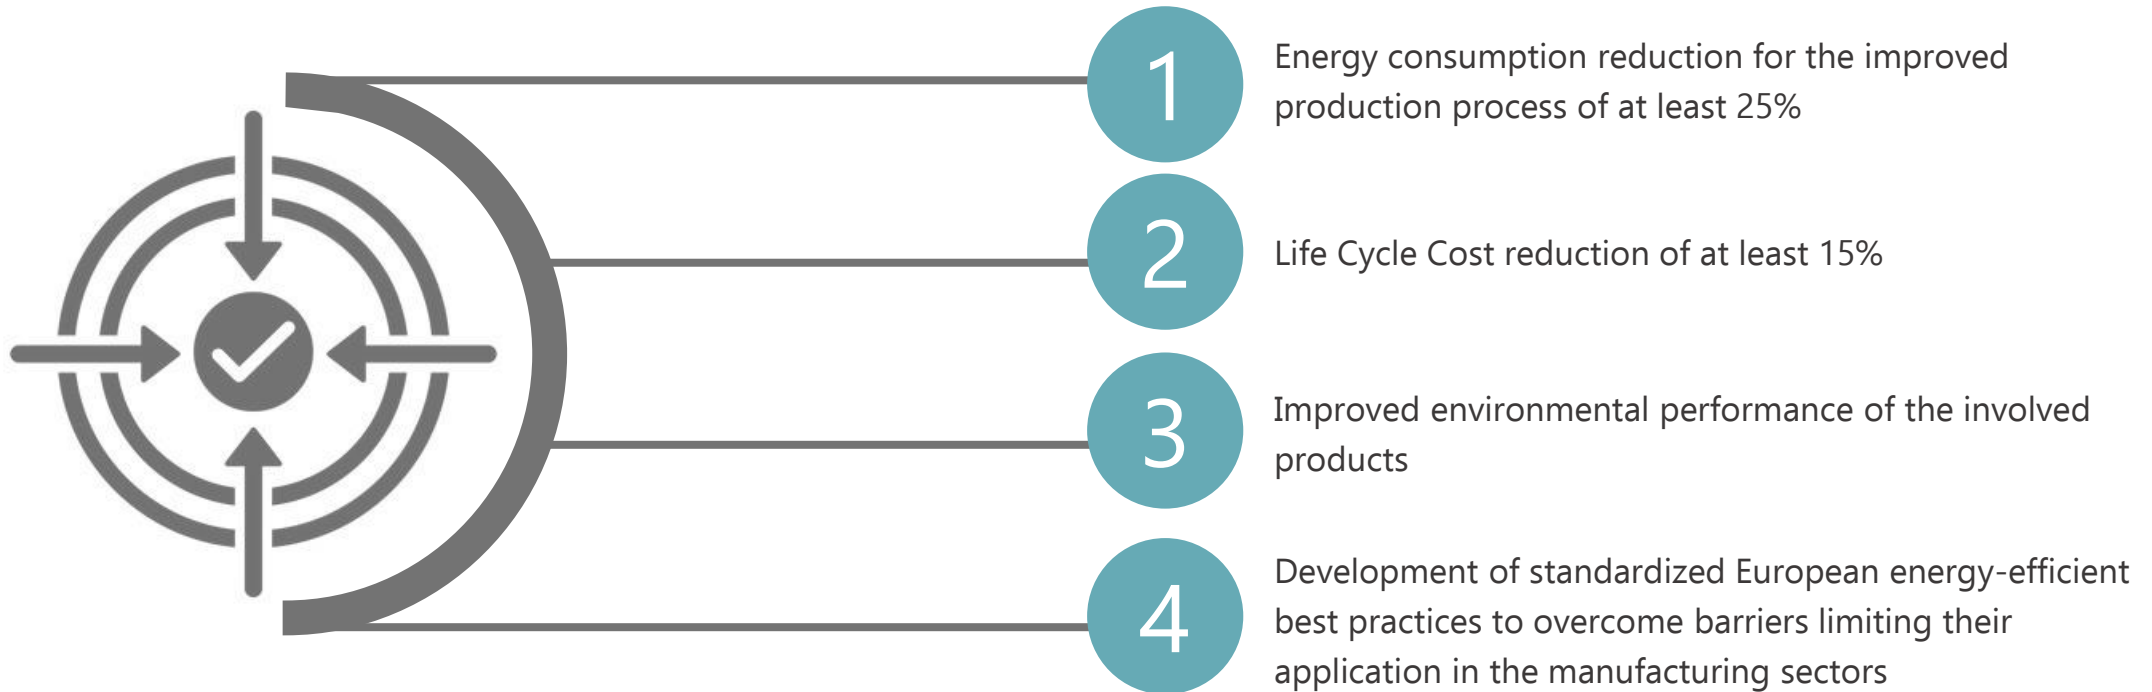 1
Energy consumption reduction for the improved
production process of at least 25%
2
Life Cycle Cost reduction of at least 15%
3
Improved environmental performance of the involved
products
4
Development of standardized European energy-efficient
best practices to overcome barriers limiting their
application in the manufacturing sectors